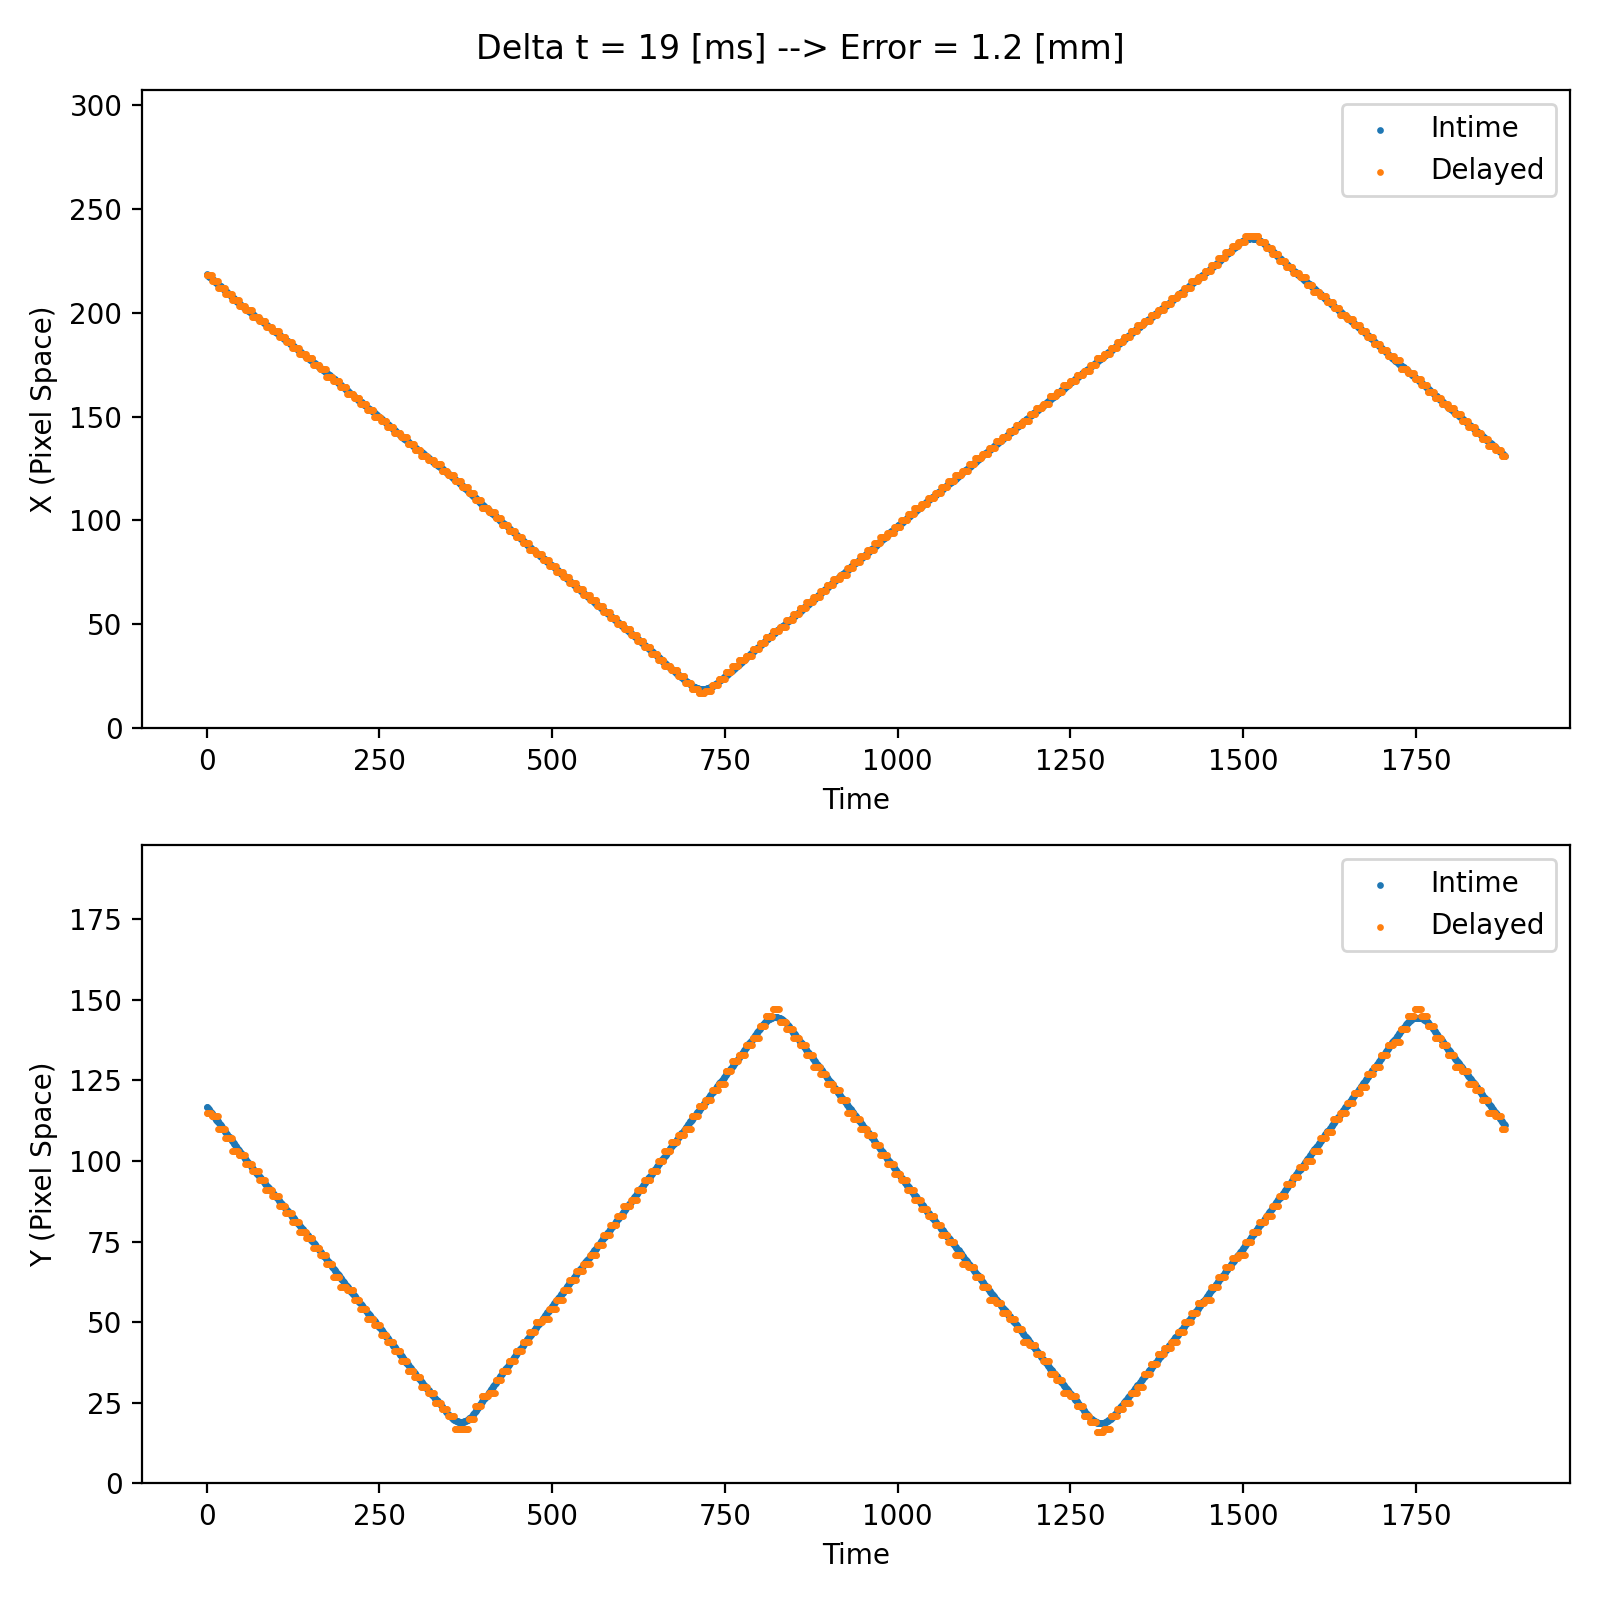 Delta t = 19 [ms] --> Error = 1.2 [mm]
300
250
200
150
100
50
0
X (Pixel Space)
Intime
Delayed
0 250 500 750 1000 1250 1500 1750
Time
175
150
125
100
75
50
25
0
Y (Pixel Space)
Intime
Delayed
0 250 500 750 1000 1250 1500 1750
Time